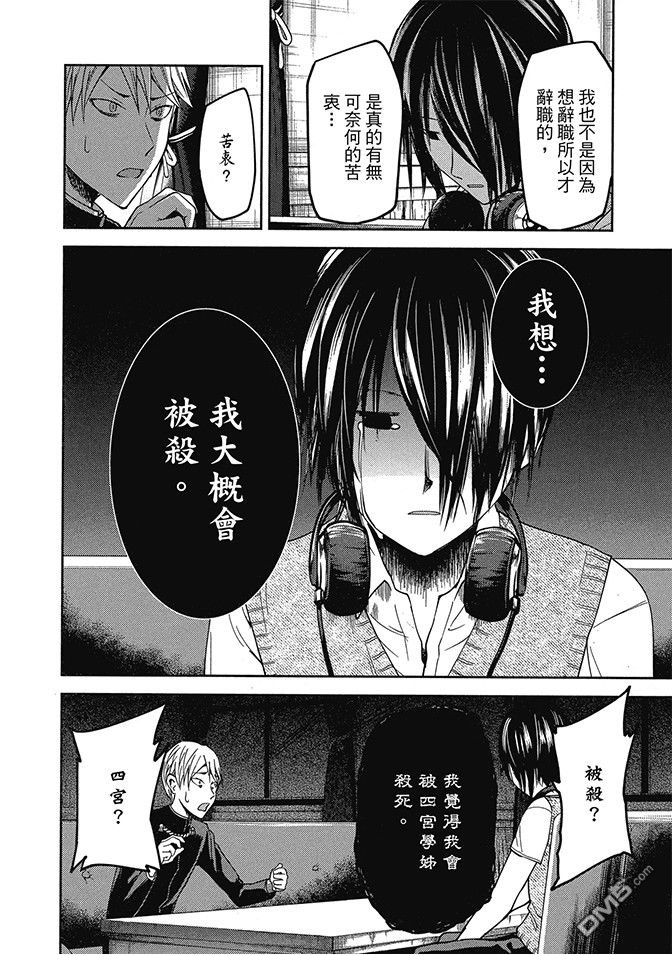 我也不是因為
想辭職所以才
辭職的，
是真的有無
可奈何的苦
衷…
苦衷？
我想…
我大概會
被殺。
被殺？
我覺得我會
被四宮學姊
殺死。
四宮？
DM5.com